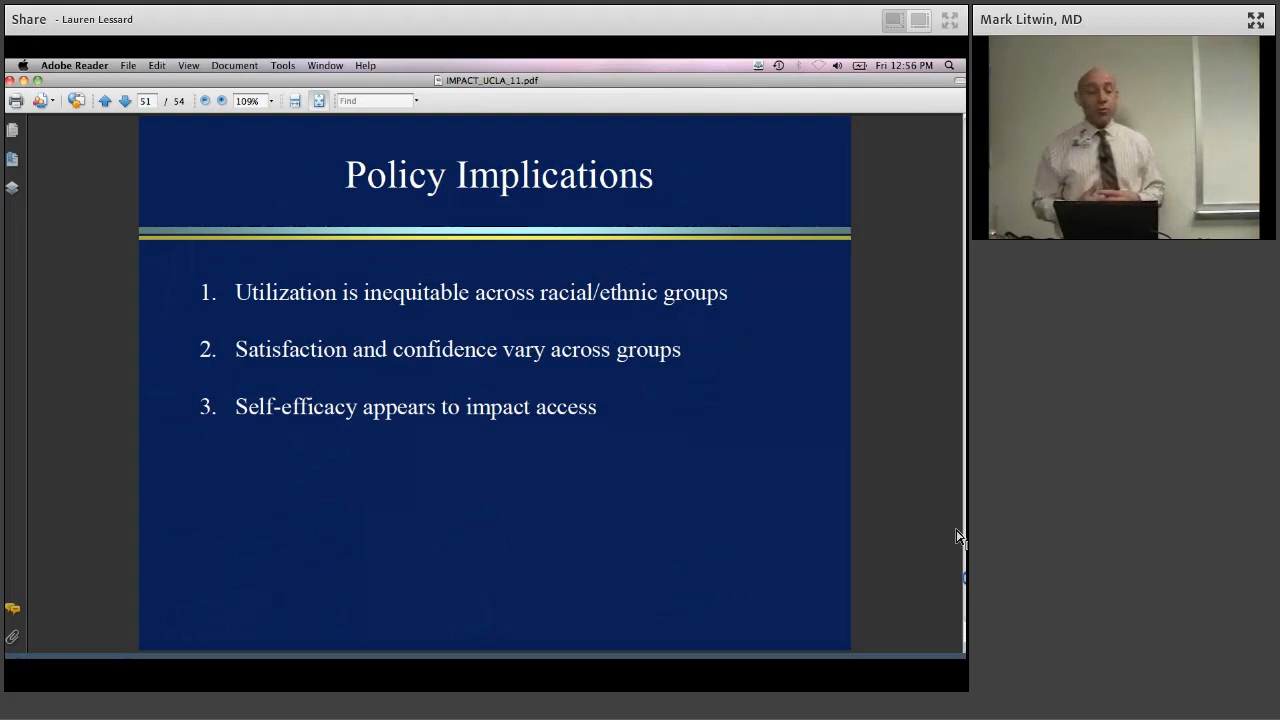 Share - Lauren Lessard
Mark Litwin, MD
Adobe Reader File Edit View Document Tools Window Help
Fri 12:56 PM
IMPACT_UCLA_11.pdf
51 / 54
109%
Find
Policy Implications
1. Utilization is inequitable across racial/ethnic groups
2. Satisfaction and confidence vary across groups
3. Self-efficacy appears to impact access